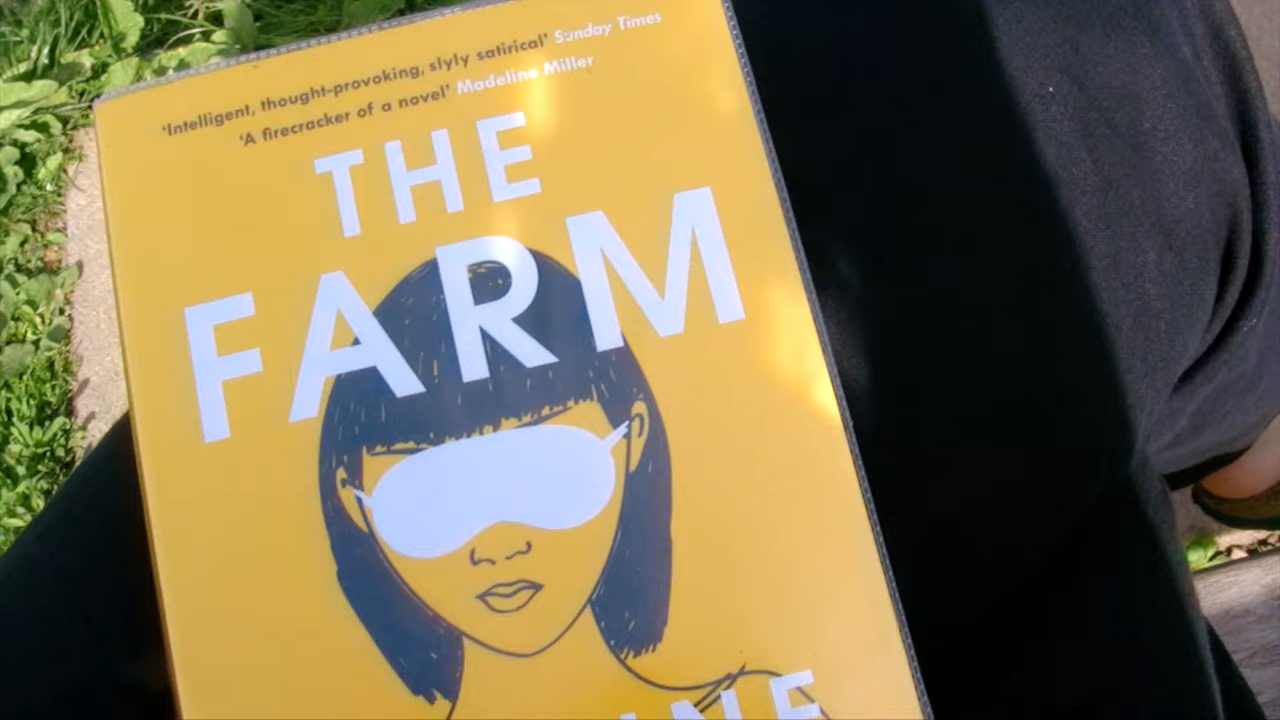 ‘Intelligent, thought-provoking, slyly satirical’ Sunday Times
‘A firecracker of a novel’ Madeline Miller
THE
FARM